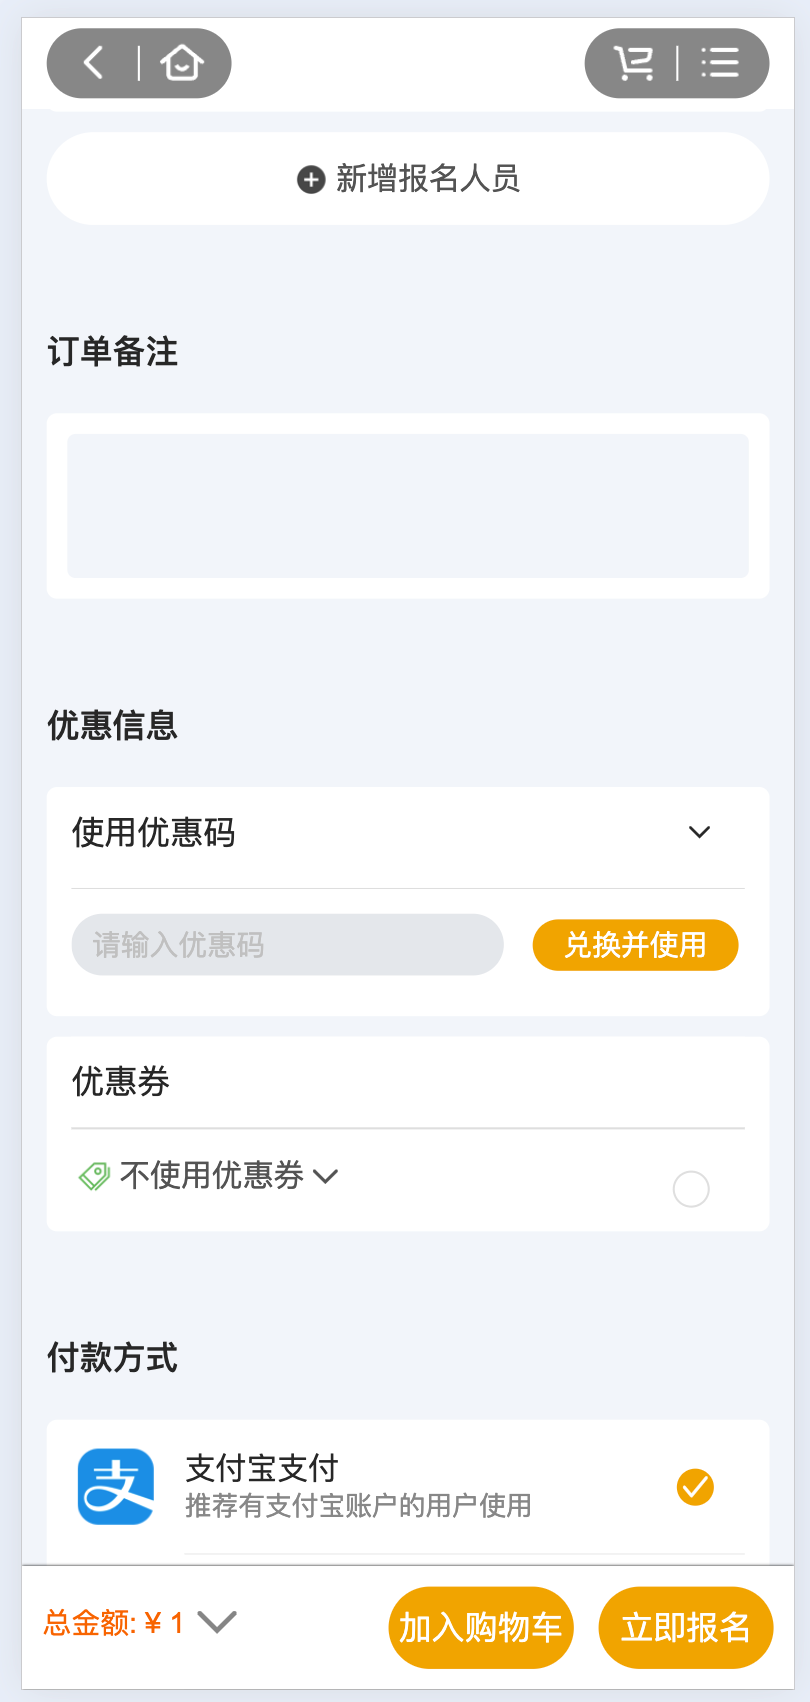 新增报名人员
订单备注
优惠信息
使用优惠码
请输入优惠码
兑换并使用
优惠券
不使用优惠券
付款方式
支
支付宝支付
推荐有支付宝账户的用户使用
总金额: ¥ 1
加入购物车
立即报名